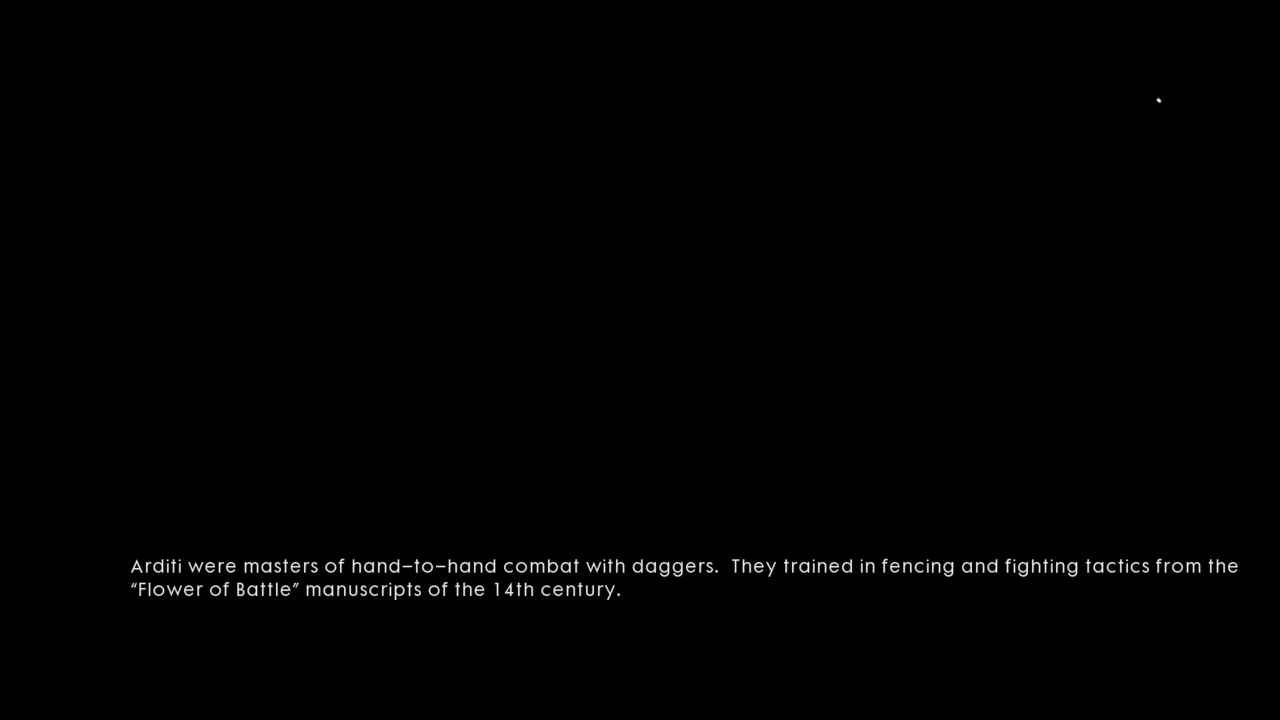 Arditi were masters of hand-to-hand combat with daggers.  They trained in fencing and fighting tactics from the
“Flower of Battle” manuscripts of the 14th century.